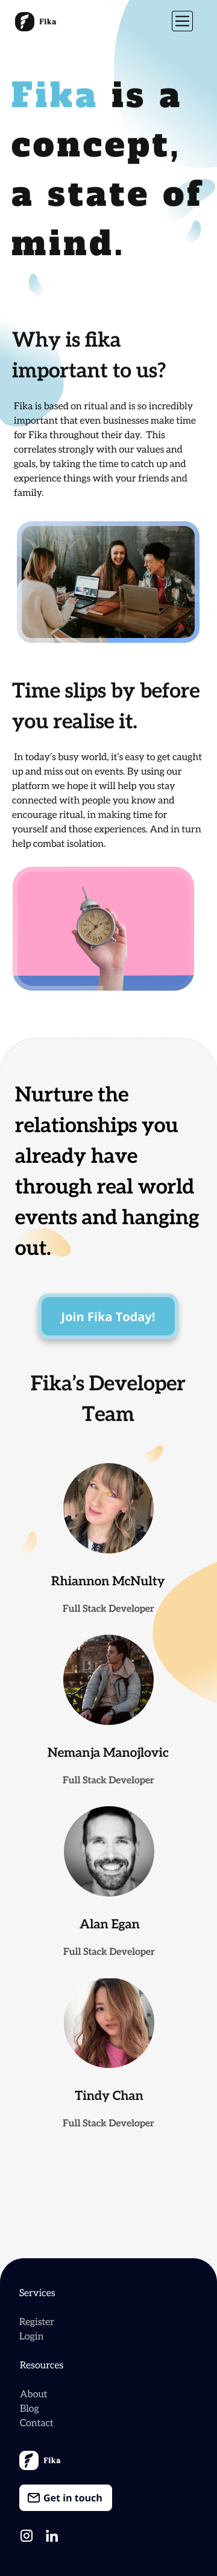 Fika
Fika is a
concept,
a state of
mind.
Why is fika
important to us?
Fika is based on ritual and is so incredibly
important that even businesses make time
for Fika throughout their day. This
correlates strongly with our values and
goals, by taking the time to catch up and
experience things with your friends and
family.
Time slips by before
you realise it.
In today's busy world, it's easy to get caught
up and miss out on events. By using our
platform we hope it will help you stay
connected with people you know and
encourage ritual, in making time for
yourself and those experiences. And in turn
help combat isolation.
Nurture the
relationships you
already have
through real world
events and hanging
out.
Join Fika Today!
Fika's Developer
Team
Rhiannon McNulty
Full Stack Developer
Nemanja Manojlovic
Full Stack Developer
Alan Egan
Full Stack Developer
Tindy Chan
Full Stack Developer
Services
Register
Login
Resources
About
Blog
Contact
Fika
Get in touch